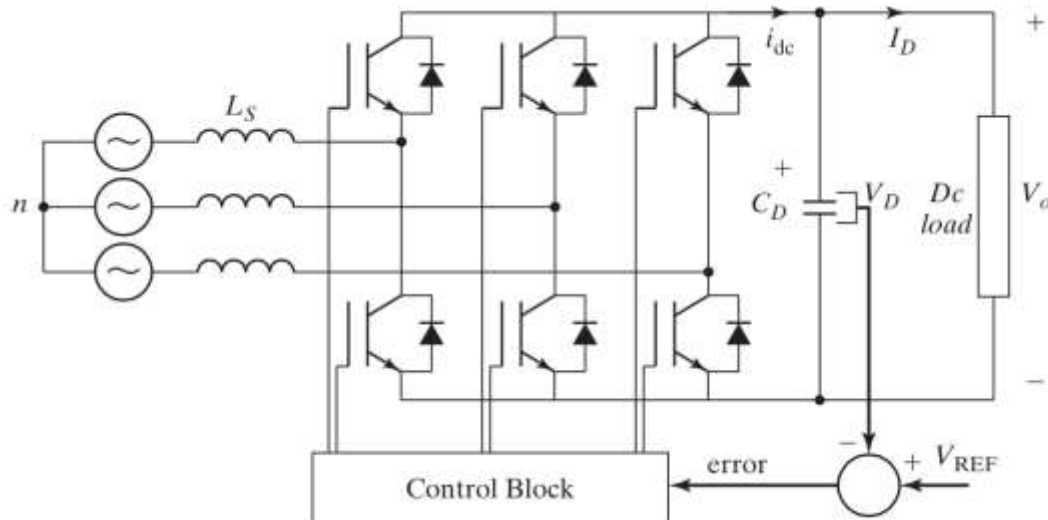 +
i_dc
I_D
L_S
n
+
C_D
V_D
Dc
load
V_o
−
−
+
V_REF
error
Control Block